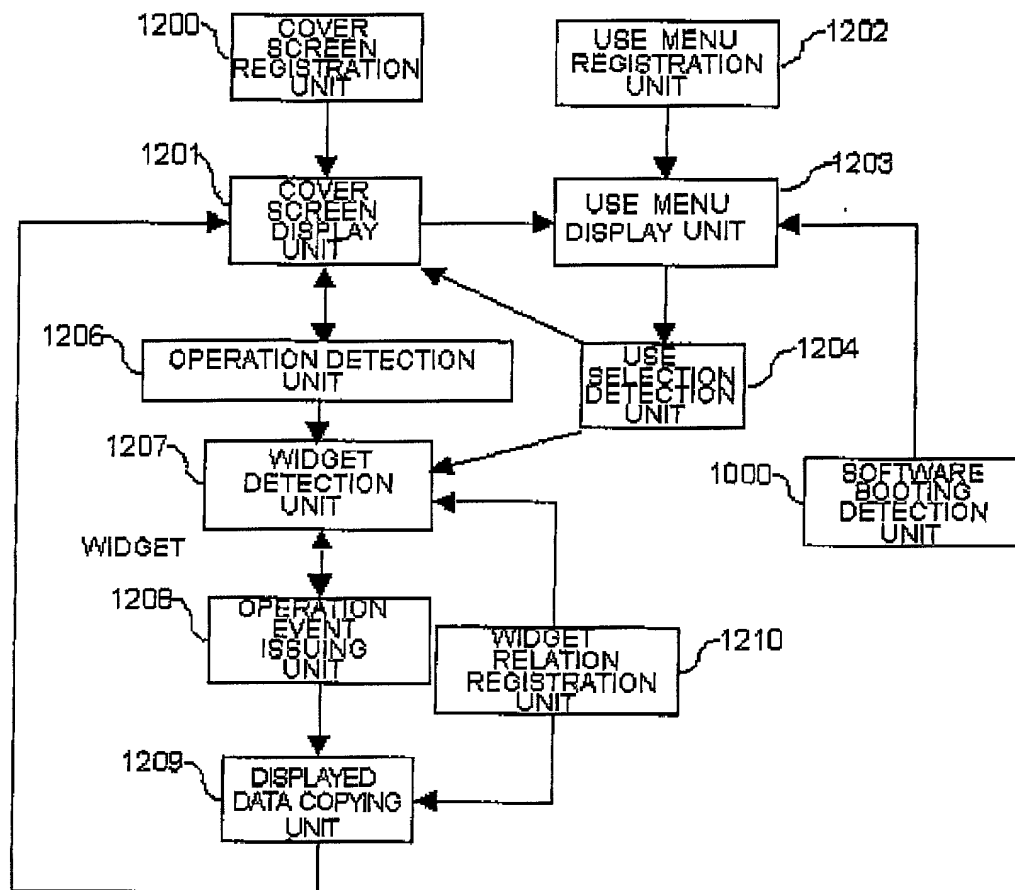 1200
COVER
SCREEN
REGISTRATION
UNIT
USE MENU
REGISTRATION
UNIT
1202
1201
COVER
SCREEN
DISPLAY
UNIT
USE MENU
DISPLAY UNIT
1203
1206
OPERATION DETECTION
UNIT
USE
SELECTION
DETECTION
UNIT
1204
1207
WIDGET
DETECTION
UNIT
1000
SOFTWARE
BOOTING
DETECTION
UNIT
WIDGET
1208
OPERATION
EVENT
ISSUING
UNIT
WIDGET
RELATION
REGISTRATION
UNIT
1210
1209
DISPLAYED
DATA COPYING
UNIT